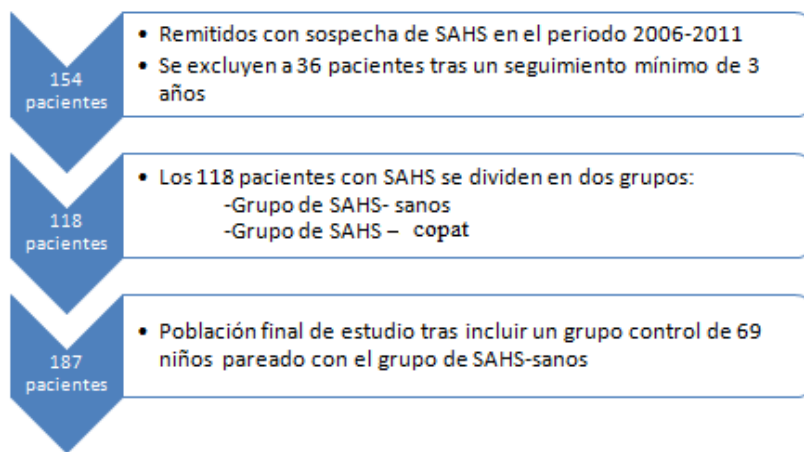 154
pacientes
• Remitidos con sospecha de SAHS en el periodo 2006-2011
• Se excluyen a 36 pacientes tras un seguimiento mínimo de 3
años
118
pacientes
• Los 118 pacientes con SAHS se dividen en dos grupos:
-Grupo de SAHS- sanos
-Grupo de SAHS – copat
187
pacientes
• Población final de estudio tras incluir un grupo control de 69
niños pareado con el grupo de SAHS-sanos